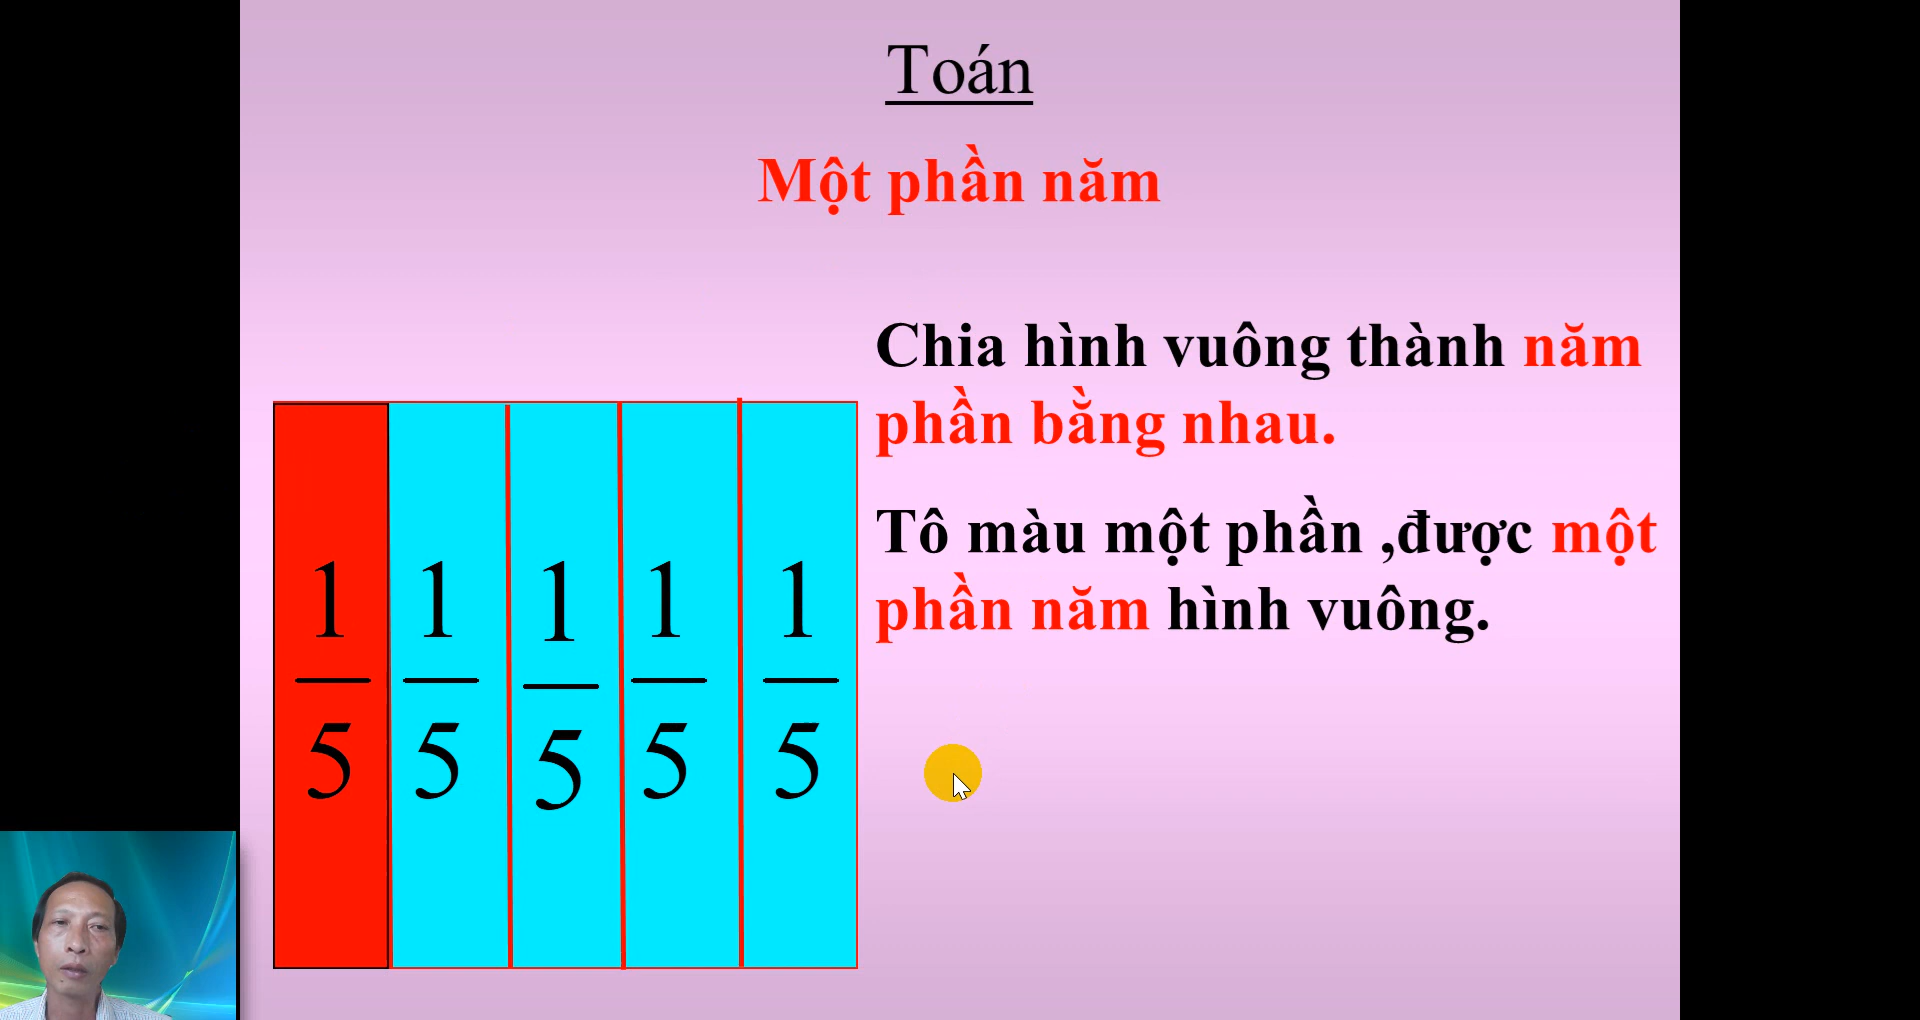 Toán
Một phần năm
Chia hình vuông thành năm
phần bằng nhau.
Tô màu một phần ,được một
phần năm hình vuông.
1 1 1 1 1
5 5 5 5 5